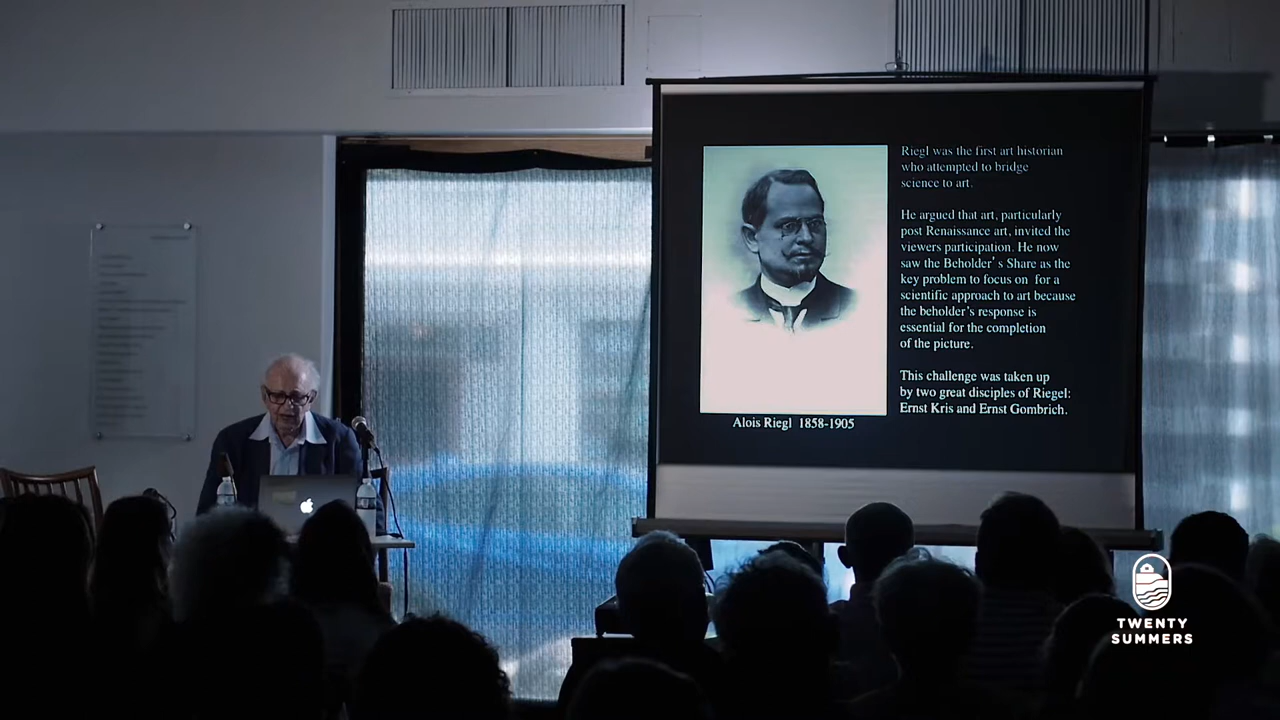 Riegl was the first art historian
who attempted to bridge
science to art.
He argued that art, particularly
post Renaissance art, invited the
viewers participation. He now
saw the Beholder's Share as the
key problem to focus on for a
scientific approach to art because
the beholder's response is
essential for the completion
of the picture.
This challenge was taken up
by two great disciples of Riegel:
Ernst Kris and Ernst Gombrich.
Alois Riegl 1858-1905
TWENTY
SUMMERS